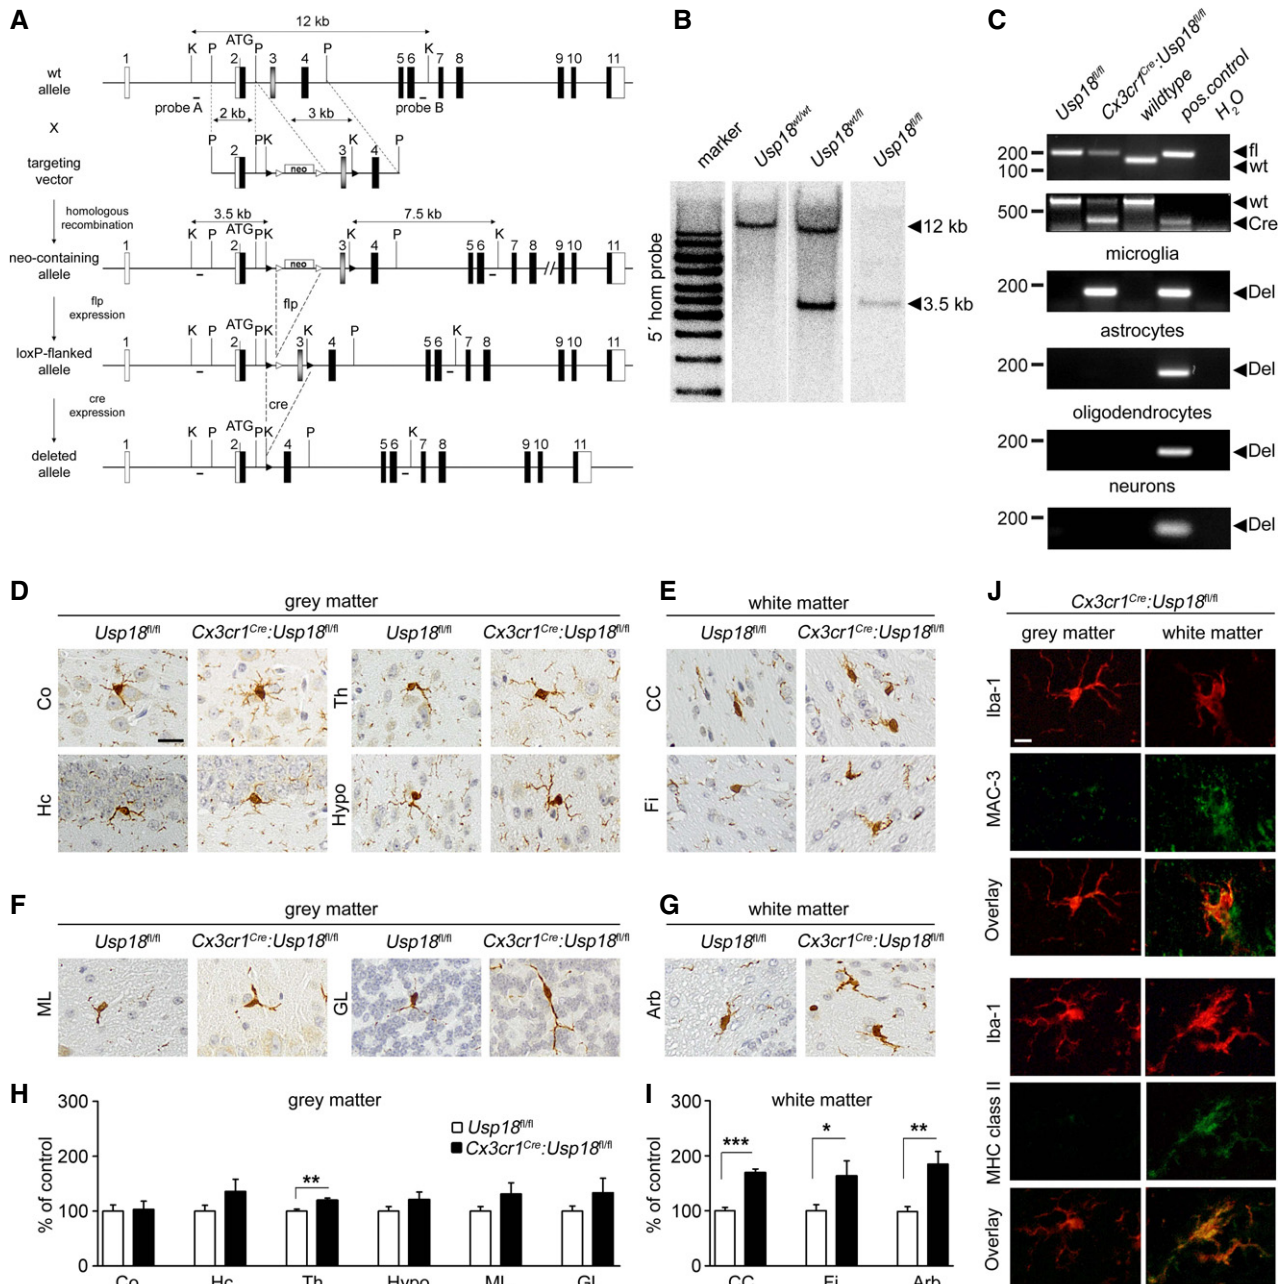 A
12 kb
K P ATG P P K
1 2 3 4 5 6 7 8 9 10 11
wt
allele
probe A probe B
X
2 kb 3 kb
P PK K P
2 neo 3 4
targeting
vector
homologous
recombination
3.5 kb 7.5 kb
K P ATG PK K P K
1 2 neo 3 4 5 6 7 8 // 9 10 11
neo-containing
allele
flp
flp
expression
K P ATG PK K P K
1 2 3 4 5 6 7 8 9 10 11
loxP-flanked
allele
cre
cre
expression
K P ATG PK P K
1 2 4 5 6 7 8 9 10 11
deleted
allele
B
marker
Usp18wt/wt
Usp18wt/fl
Usp18fl/fl
5´ hom probe
12 kb
3.5 kb
C
Usp18fl/fl
Cx3cr1Cre:Usp18fl/fl
wildtype
pos.control
H2O
200
100
fl
wt
500
wt
Cre
microglia
200
Del
astrocytes
200
Del
oligodendrocytes
200
Del
neurons
200
Del
D
grey matter
Usp18fl/fl Cx3cr1Cre:Usp18fl/fl Usp18fl/fl Cx3cr1Cre:Usp18fl/fl
Co
Th
Hc
Hypo
E
white matter
Usp18fl/fl Cx3cr1Cre:Usp18fl/fl
CC
Fi
F
grey matter
Usp18fl/fl Cx3cr1Cre:Usp18fl/fl Usp18fl/fl Cx3cr1Cre:Usp18fl/fl
ML
GL
G
white matter
Usp18fl/fl Cx3cr1Cre:Usp18fl/fl
Arb
H
grey matter
% of control
300
200
100
0
Usp18fl/fl
Cx3cr1Cre:Usp18fl/fl
**
Co Hc Th Hypo ML GL
I
white matter
% of control
300
200
100
0
*** * **
CC Fi Arb
J
Cx3cr1Cre:Usp18fl/fl
grey matter white matter
Iba-1
MAC-3
Overlay
Iba-1
MHC class II
Overlay